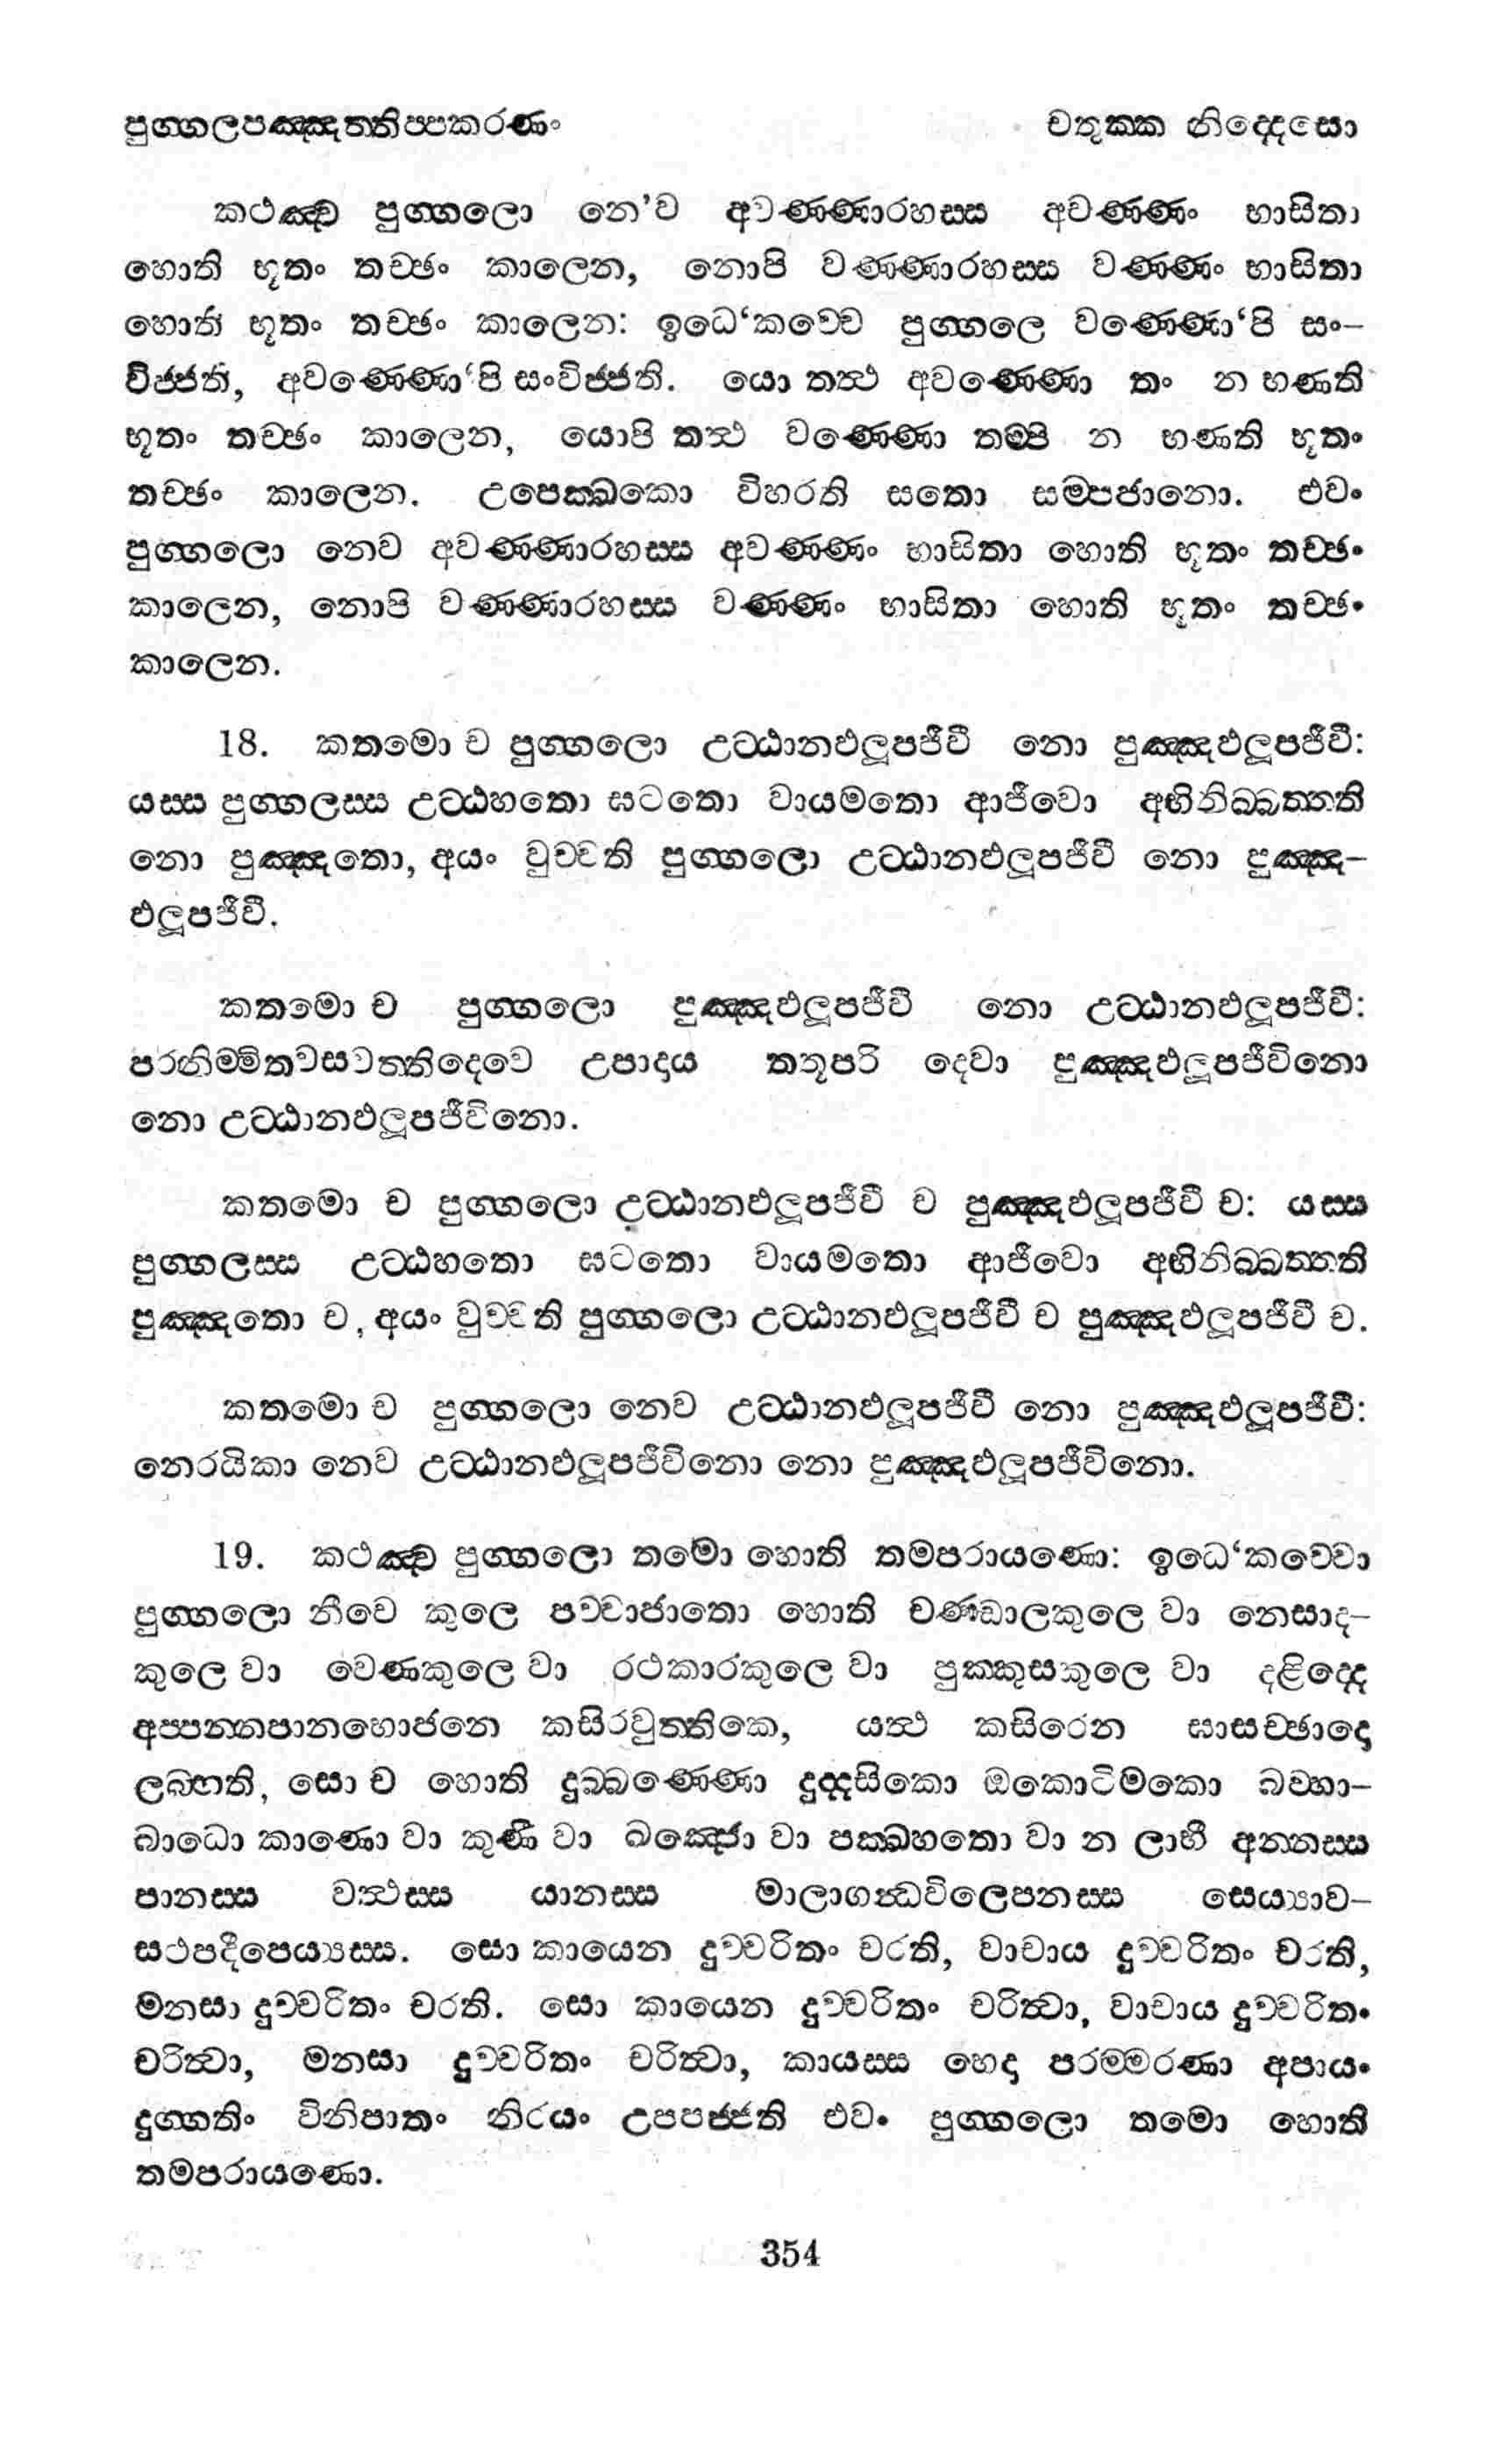 පුග්ගලපඤ්ඤත්තිප්පකරණං
චතුක්ක නිද්දෙසො
කථඤ්ච පුග්ගලො නෙ’ව අවණ්ණාරහස්ස අවණ්ණං භාසිතා
හොති භූතං තච්ඡං කාලෙන, නොපි වණ්ණාරහස්ස වණ්ණං භාසිතා
හොති භූතං තච්ඡං කාලෙන: ඉධෙ‘කච්චෙ පුග්ගලෙ වණ්ණො‘පි සං–
විජ්ජති, අවණ්ණො‘පි සංවිජ්ජති. යො තත්ථ අවණ්ණො තං න භණති
භූතං තච්ඡං කාලෙන, යොපි තත්ථ වණ්ණො තම්පි න භණති භූතං
තච්ඡං කාලෙන. උපෙක්ඛකො විහරති සතො සම්පජානො. එවං
පුග්ගලො නෙව අවණ්ණාරහස්ස අවණ්ණං භාසිතා හොති භූතං තච්ඡං
කාලෙන, නොපි වණ්ණාරහස්ස වණ්ණං භාසිතා හොති භූතං තච්ඡං
කාලෙන.
18. කතමො ච පුග්ගලො උට්ඨානඵලූපජීවී නො පුඤ්ඤඵලූපජීවී:
යස්ස පුග්ගලස්ස උට්ඨහතො ඝටතො වායමතො ආජීවො අභිනිබ්බත්තති
නො පුඤ්ඤතො, අයං වුච්චති පුග්ගලො උට්ඨානඵලූපජීවී නො පුඤ්ඤ–
ඵලූපජීවී.
කතමො ච පුග්ගලො පුඤ්ඤඵලූපජීවී නො උට්ඨානඵලූපජීවී:
පරනිම්මිතවසවත්තිදෙවෙ උපාදාය තතූපරි දෙවා පුඤ්ඤඵලූපජීවිනො
නො උට්ඨානඵලූපජීවිනො.
කතමො ච පුග්ගලො උට්ඨානඵලූපජීවී ච පුඤ්ඤඵලූපජීවී ච: යස්ස
පුග්ගලස්ස උට්ඨහතො ඝටතො වායමතො ආජීවො අභිනිබ්බත්තති
පුඤ්ඤතො ච, අයං වුච්චති පුග්ගලො උට්ඨානඵලූපජීවී ච පුඤ්ඤඵලූපජීවී ච.
කතමො ච පුග්ගලො නෙව උට්ඨානඵලූපජීවී නො පුඤ්ඤඵලූපජීවී:
නෙරයිකා නෙව උට්ඨානඵලූපජීවිනො නො පුඤ්ඤඵලූපජීවිනො.
19. කථඤ්ච පුග්ගලො තමො හොති තමපරායණො: ඉධෙ‘කච්චො
පුග්ගලො නීචෙ කුලෙ පච්චාජාතො හොති චණ්ඩාලකුලෙ වා නෙසාද–
කුලෙ වා වෙණකුලෙ වා රථකාරකුලෙ වා පුක්කුසකුලෙ වා දළිද්දෙ
අප්පන්නපානභොජනෙ කසිරවුත්තිකෙ, යත්ථ කසිරෙන ඝාසච්ඡාදො
ලබ්භති, සො ච හොති දුබ්බණ්ණො දුද්දසිකො ඔකොටිමකො බව්හා–
බාධො කාණො වා කුණී වා ඛඤ්ජො වා පක්ඛහතො වා න ලාභී අන්නස්ස
පානස්ස වත්ථස්ස යානස්ස මාලාගන්ධවිලෙපනස්ස සෙය්‍යාව–
සථපදීපෙය්‍යස්ස. සො කායෙන දුච්චරිතං චරති, වාචාය දුච්චරිතං චරති,
මනසා දුච්චරිතං චරති. සො කායෙන දුච්චරිතං චරිත්වා, වාචාය දුච්චරිතං
චරිත්වා, මනසා දුච්චරිතං චරිත්වා, කායස්ස භෙදා පරම්මරණා අපායං
දුග්ගතිං විනිපාතං නිරයං උපපජ්ජති එවං පුග්ගලො තමො හොති
තමපරායණො.
354